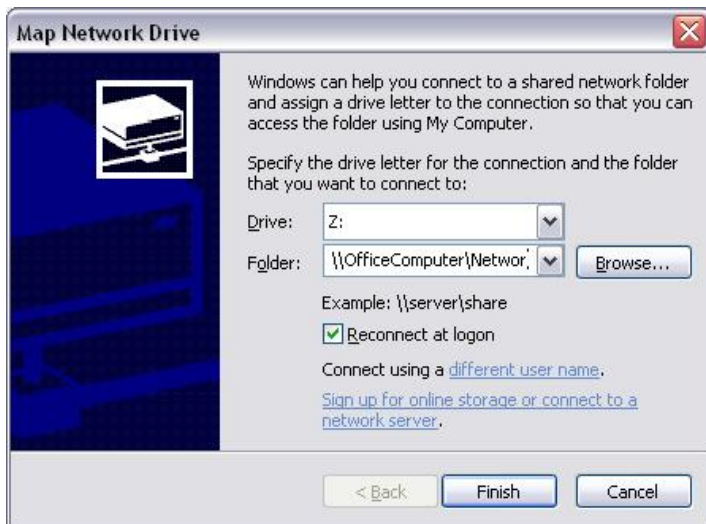 Map Network Drive
Windows can help you connect to a shared network folder
and assign a drive letter to the connection so that you can
access the folder using My Computer.
Specify the drive letter for the connection and the folder
that you want to connect to:
Drive: Z:
Folder: \\OfficeComputer\Networ Browse...
Example: \\server\share
Reconnect at logon
Connect using a different user name.
Sign up for online storage or connect to a
network server.
< Back Finish Cancel